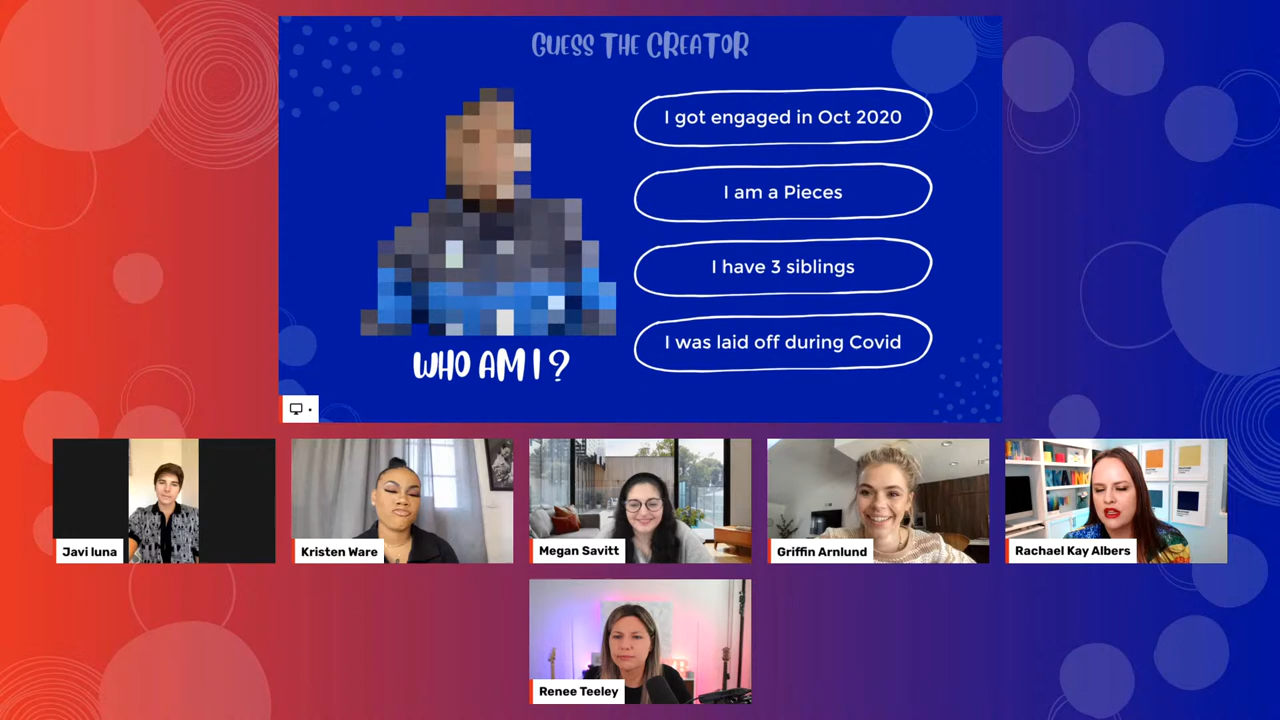 GUESS THE CREATOR
I got engaged in Oct 2020
I am a Pieces
I have 3 siblings
I was laid off during Covid
WHO AM I?
Javi luna
Kristen Ware
Megan Savitt
Griffin Arnlund
Rachael Kay Albers
Renee Teeley